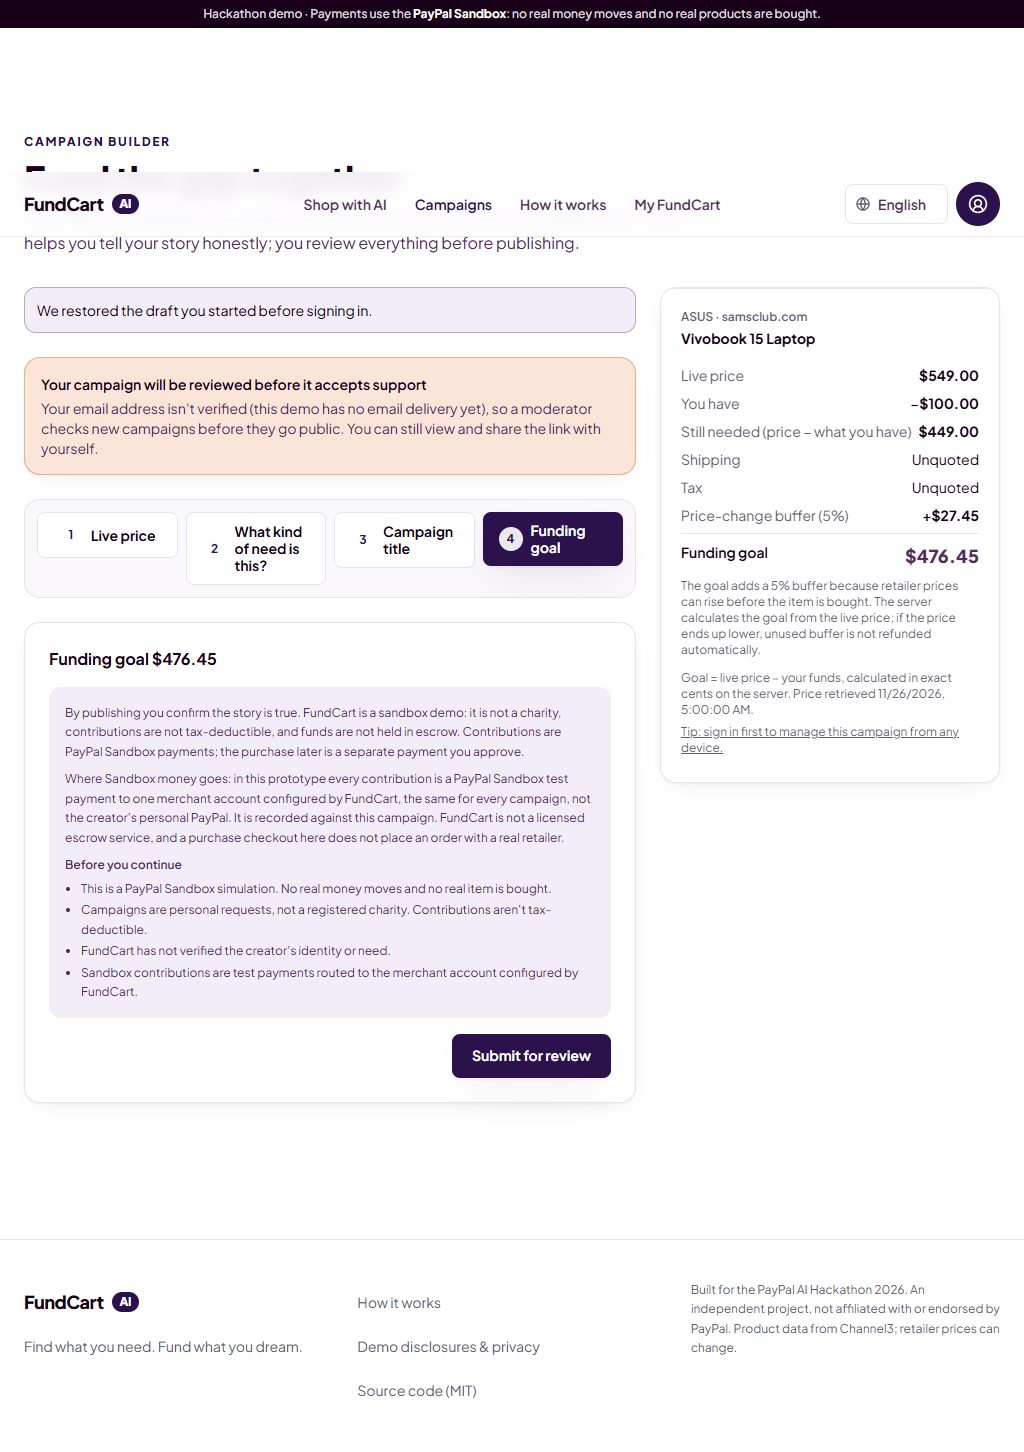 Hackathon demo · Payments use the PayPal Sandbox: no real money moves and no real products are bought.
CAMPAIGN BUILDER
FundCart AI
Shop with AI
Campaigns
How it works
My FundCart
English
helps you tell your story honestly; you review everything before publishing.
We restored the draft you started before signing in.
Your campaign will be reviewed before it accepts support
Your email address isn’t verified (this demo has no email delivery yet), so a moderator
checks new campaigns before they go public. You can still view and share the link with
yourself.
1 Live price
2 What kind
of need is
this?
3 Campaign
title
4 Funding
goal
Funding goal $476.45
By publishing you confirm the story is true. FundCart is a sandbox demo: it is not a charity,
contributions are not tax-deductible, and funds are not held in escrow. Contributions are
PayPal Sandbox payments; the purchase later is a separate payment you approve.
Where Sandbox money goes: in this prototype every contribution is a PayPal Sandbox test
payment to one merchant account configured by FundCart, the same for every campaign, not
the creator’s personal PayPal. It is recorded against this campaign. FundCart is not a licensed
escrow service, and a purchase checkout here does not place an order with a real retailer.
Before you continue
• This is a PayPal Sandbox simulation. No real money moves and no real item is bought.
• Campaigns are personal requests, not a registered charity. Contributions aren’t tax-
deductible.
• FundCart has not verified the creator’s identity or need.
• Sandbox contributions are test payments routed to the merchant account configured by
FundCart.
Submit for review
ASUS · samsclub.com
Vivobook 15 Laptop
Live price $549.00
You have −$100.00
Still needed (price − what you have) $449.00
Shipping Unquoted
Tax Unquoted
Price-change buffer (5%) +$27.45
Funding goal $476.45
The goal adds a 5% buffer because retailer prices
can rise before the item is bought. The server
calculates the goal from the live price; if the price
ends up lower, unused buffer is not refunded
automatically.
Goal = live price − your funds, calculated in exact
cents on the server. Price retrieved 11/26/2026,
5:00:00 AM.
Tip: sign in first to manage this campaign from any
device.
FundCart AI
Find what you need. Fund what you dream.
How it works
Demo disclosures & privacy
Source code (MIT)
Built for the PayPal AI Hackathon 2026. An
independent project, not affiliated with or endorsed by
PayPal. Product data from Channel3; retailer prices can
change.